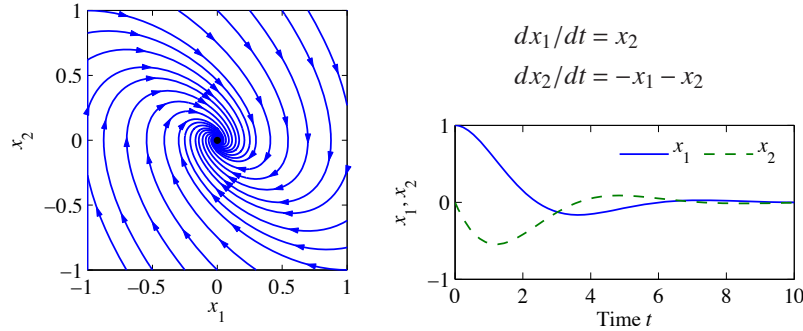 1
0.5
0
−0.5
−1
−1 −0.5 0 0.5 1
x₁
x₂
dx₁/dt = x₂
dx₂/dt = −x₁ − x₂
1
0
−1
0 2 4 6 8 10
x₁ x₂
x₁, x₂
Time t